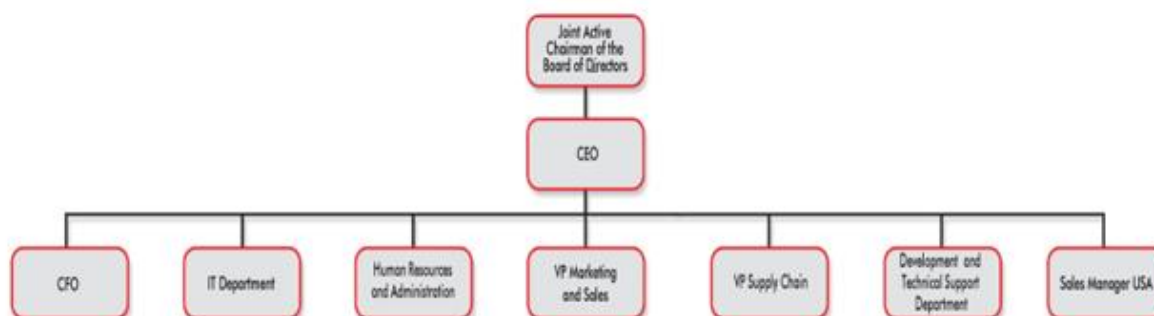 Joint Active
Chairman of the
Board of Directors
CEO
CFO
IT Department
Human Resources
and Administration
VP Marketing
and Sales
VP Supply Chain
Development and
Technical Support
Department
Sales Manager USA